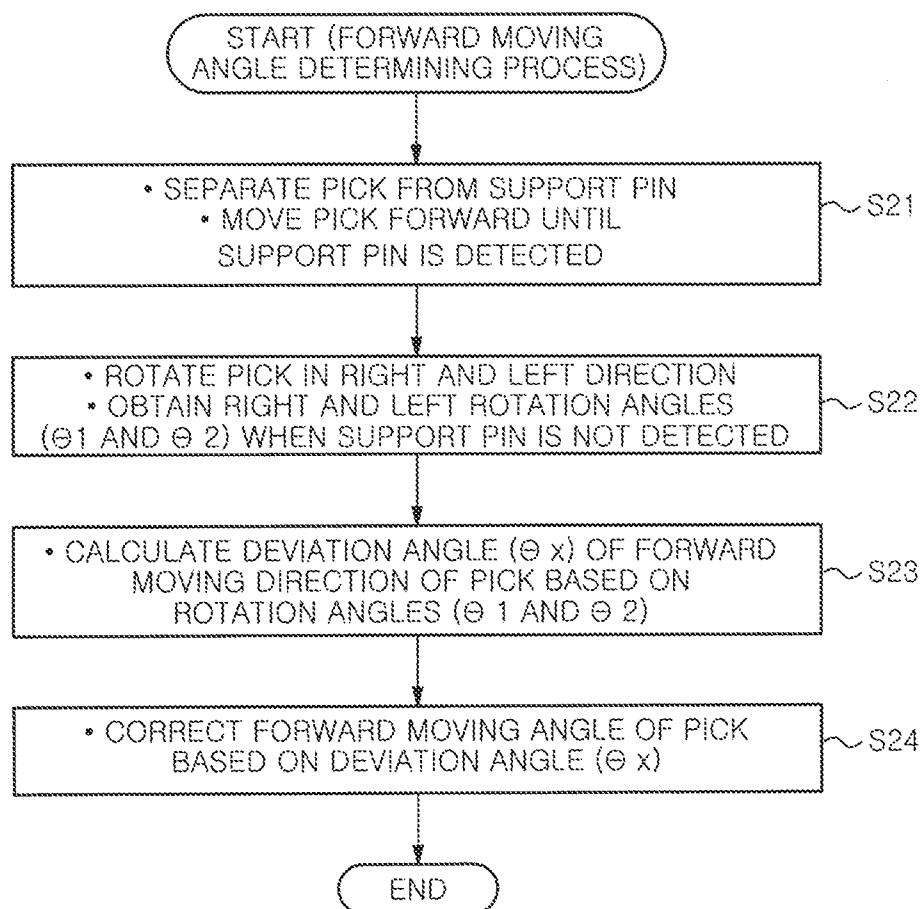 START (FORWARD MOVING
ANGLE DETERMINING PROCESS)
• SEPARATE PICK FROM SUPPORT PIN
• MOVE PICK FORWARD UNTIL
SUPPORT PIN IS DETECTED
S21
• ROTATE PICK IN RIGHT AND LEFT DIRECTION
• OBTAIN RIGHT AND LEFT ROTATION ANGLES
(Θ1 AND Θ 2) WHEN SUPPORT PIN IS NOT DETECTED
S22
• CALCULATE DEVIATION ANGLE (Θ x) OF FORWARD
MOVING DIRECTION OF PICK BASED ON
ROTATION ANGLES (Θ 1 AND Θ 2)
S23
• CORRECT FORWARD MOVING ANGLE OF PICK
BASED ON DEVIATION ANGLE (Θ x)
S24
END